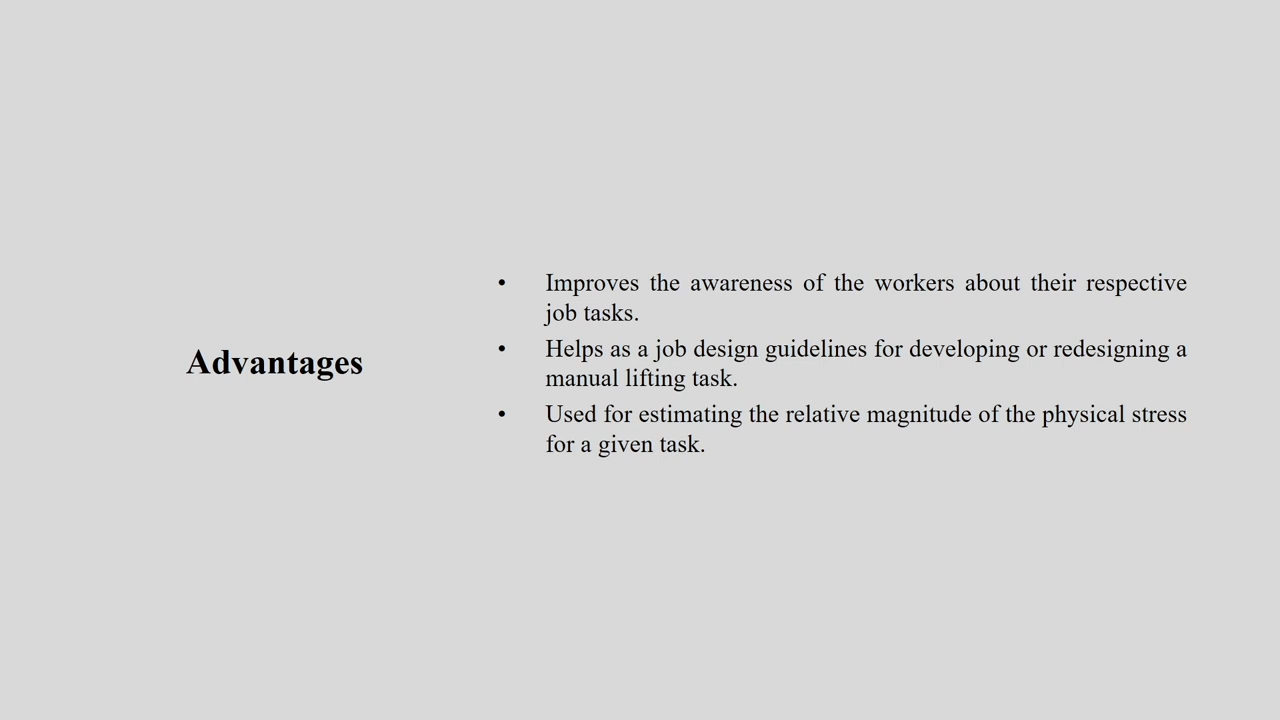 Advantages
• Improves the awareness of the workers about their respective
job tasks.
• Helps as a job design guidelines for developing or redesigning a
manual lifting task.
• Used for estimating the relative magnitude of the physical stress
for a given task.